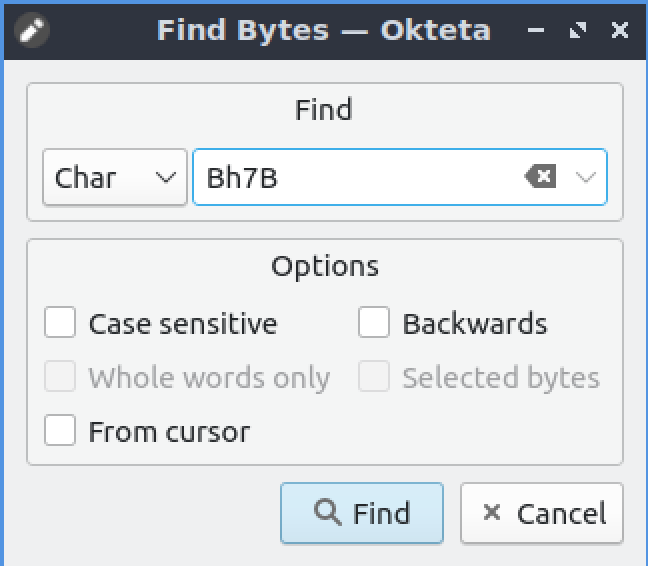 Find Bytes — Okteta
Find
Char Bh7B
Options
Case sensitive Backwards
Whole words only Selected bytes
From cursor
Find Cancel